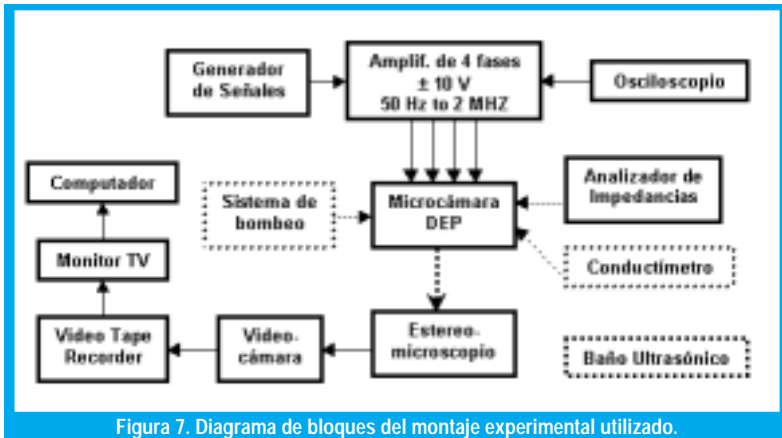 Generador
de Señales
Amplif. de 4 fases
± 10 V
50 Hz to 2 MHZ
Osciloscopio
Computador
Sistema de
bombeo
Microcámara
DEP
Analizador de
Impedancias
Monitor TV
Conductímetro
Video Tape
Recorder
Video-
cámara
Estereo-
microscopio
Baño Ultrasónico
Figura 7. Diagrama de bloques del montaje experimental utilizado.